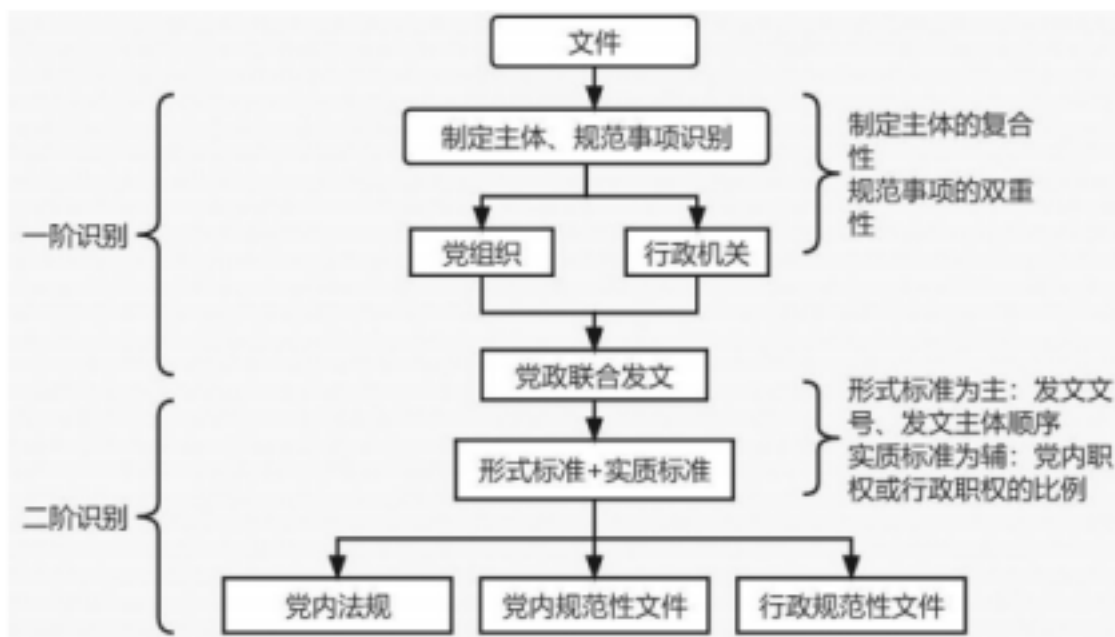 文件
制定主体、规范事项识别
制定主体的复合
性
规范事项的双重
性
一阶识别
党组织
行政机关
党政联合发文
形式标准为主：发文文
号、发文主体顺序
实质标准为辅：党内职
权或行政职权的比例
形式标准+实质标准
二阶识别
党内法规
党内规范性文件
行政规范性文件